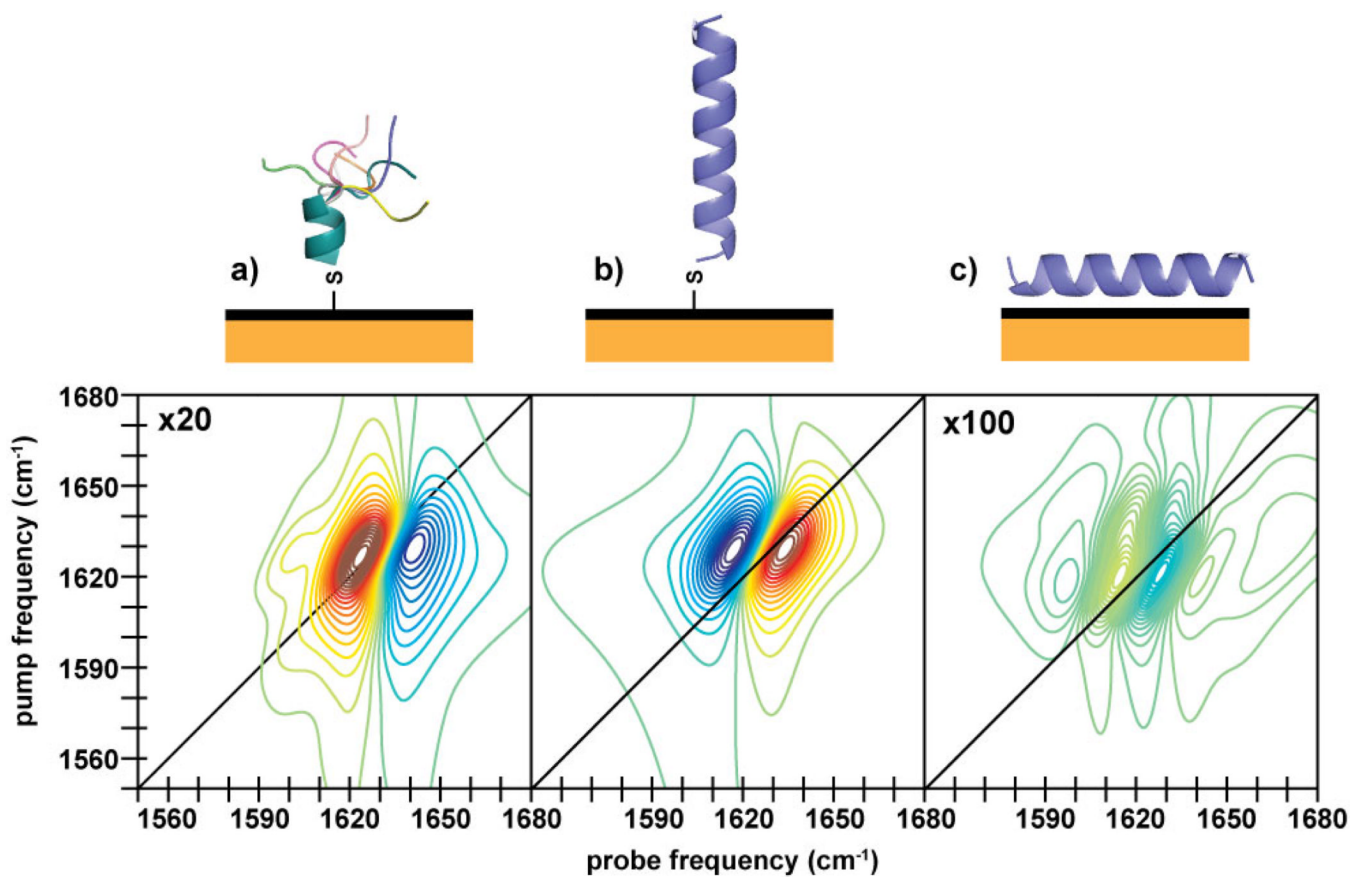 a)
s
b)
s
c)
x20
x100
1680
1650
1620
1590
1560
pump frequency (cm-1)
1560 1590 1620 1650 1680 1590 1620 1650 1680 1590 1620 1650 1680
probe frequency (cm-1)